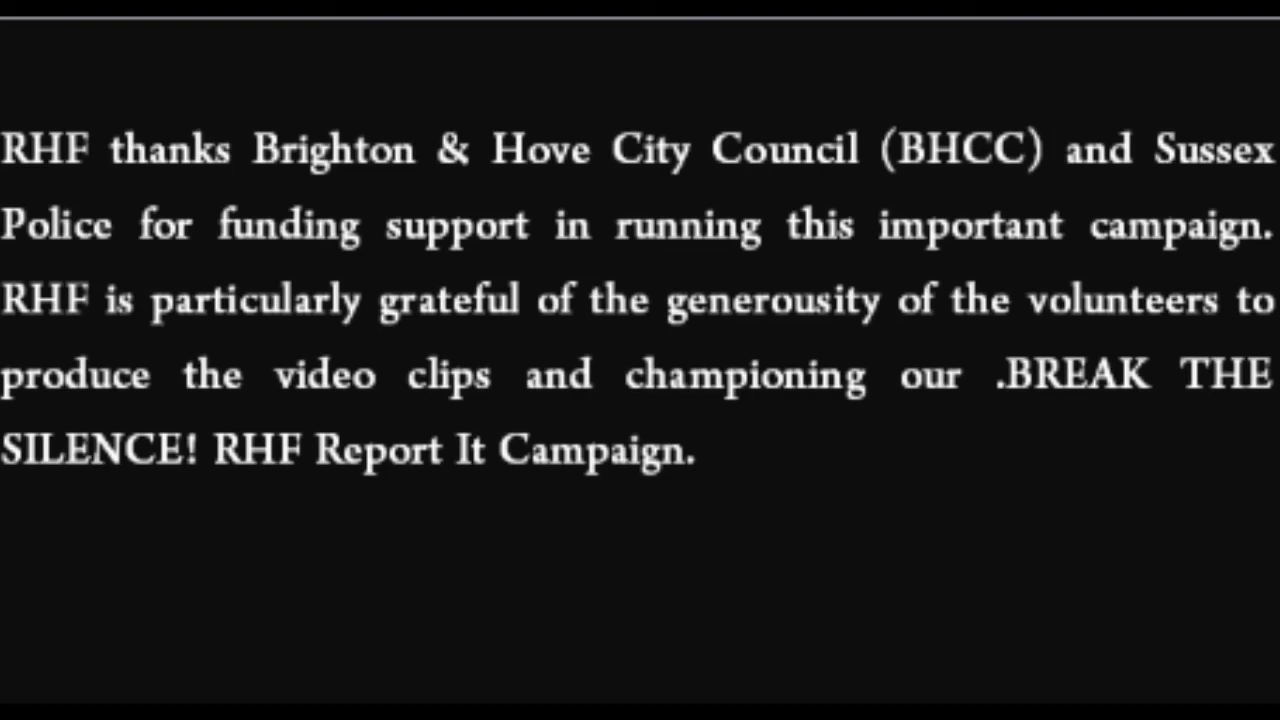 RHF thanks Brighton & Hove City Council (BHCC) and Sussex
Police for funding support in running this important campaign.
RHF is particularly grateful of the generousity of the volunteers to
produce the video clips and championing our .BREAK THE
SILENCE! RHF Report It Campaign.